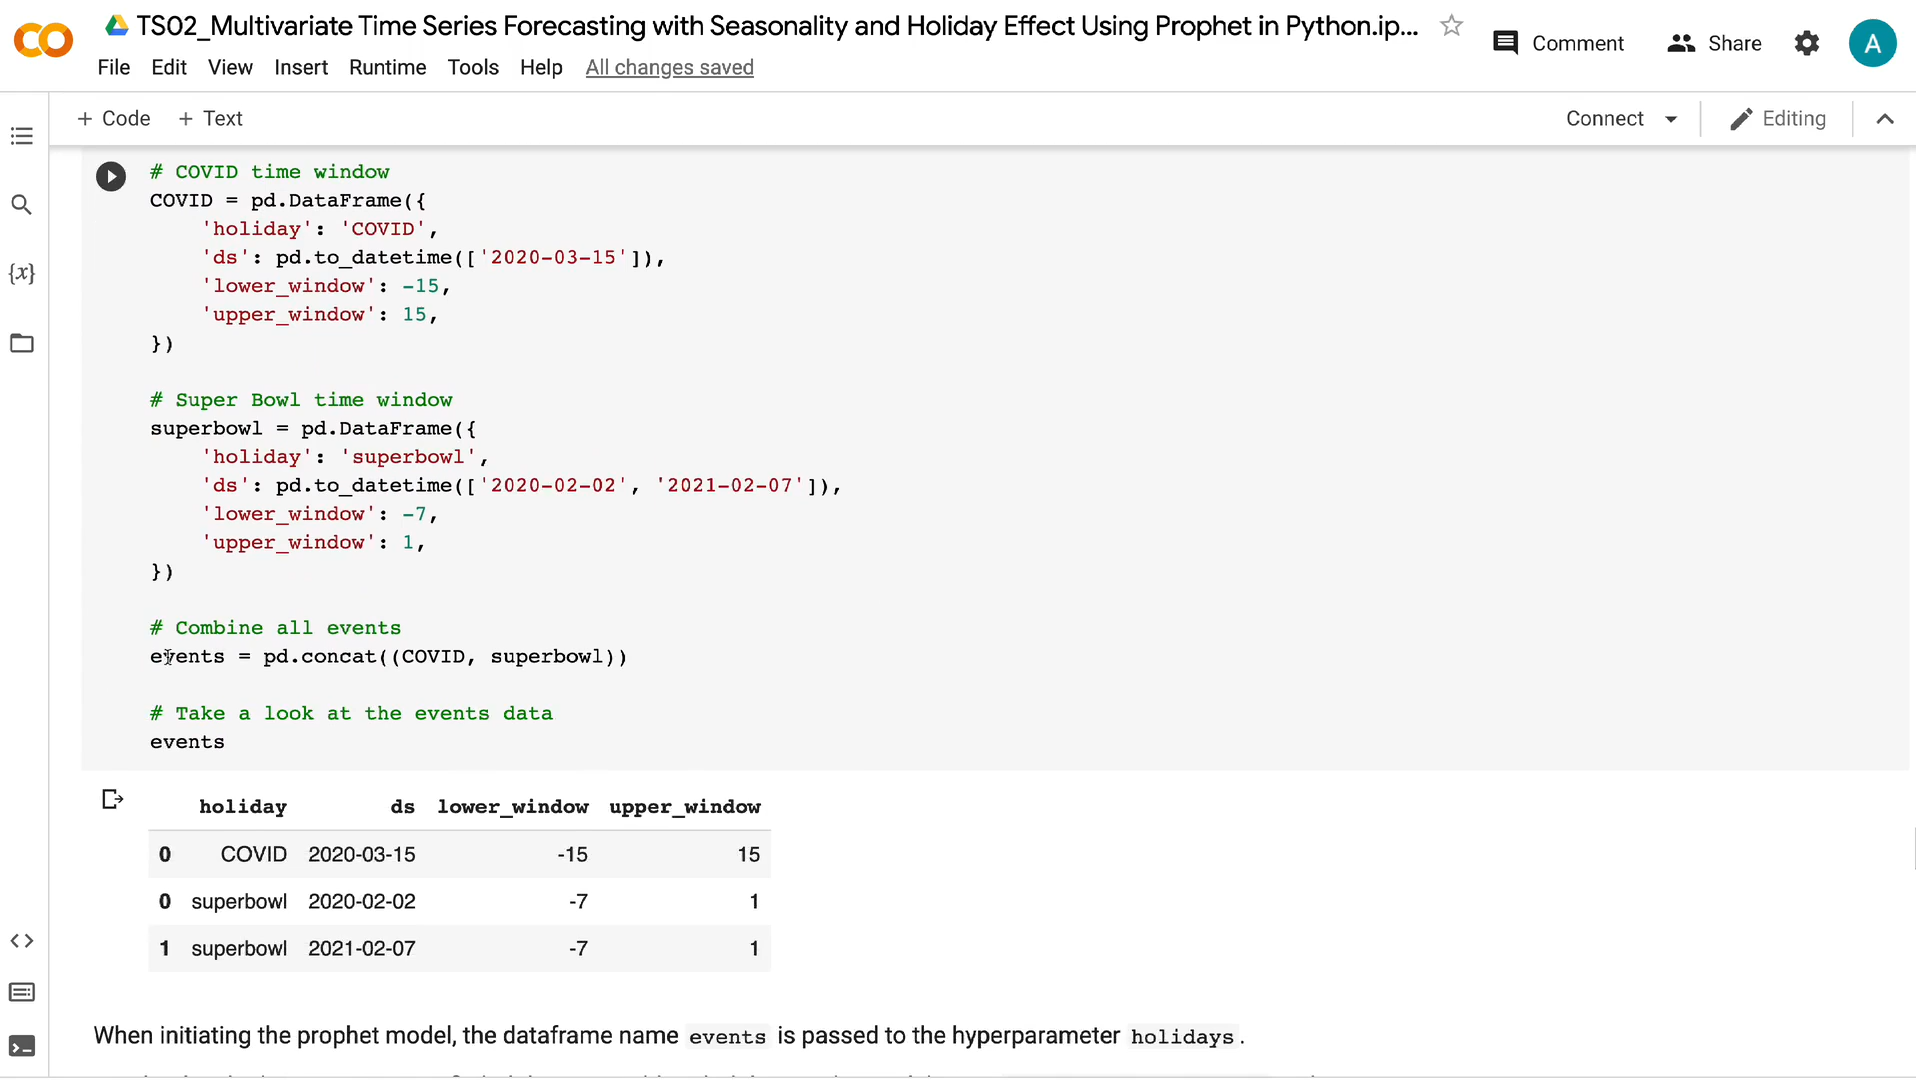 TS02_Multivariate Time Series Forecasting with Seasonality and Holiday Effect Using Prophet in Python.ip...
Comment
Share
A
File Edit View Insert Runtime Tools Help All changes saved
+ Code + Text
Connect
Editing
{x}
# COVID time window
COVID = pd.DataFrame({
'holiday': 'COVID',
'ds': pd.to_datetime(['2020-03-15']),
'lower_window': -15,
'upper_window': 15,
})
# Super Bowl time window
superbowl = pd.DataFrame({
'holiday': 'superbowl',
'ds': pd.to_datetime(['2020-02-02', '2021-02-07']),
'lower_window': -7,
'upper_window': 1,
})
# Combine all events
events = pd.concat((COVID, superbowl))
# Take a look at the events data
events
holiday ds lower_window upper_window
0 COVID 2020-03-15 -15 15
0 superbowl 2020-02-02 -7 1
1 superbowl 2021-02-07 -7 1
When initiating the prophet model, the dataframe name events is passed to the hyperparameter holidays.